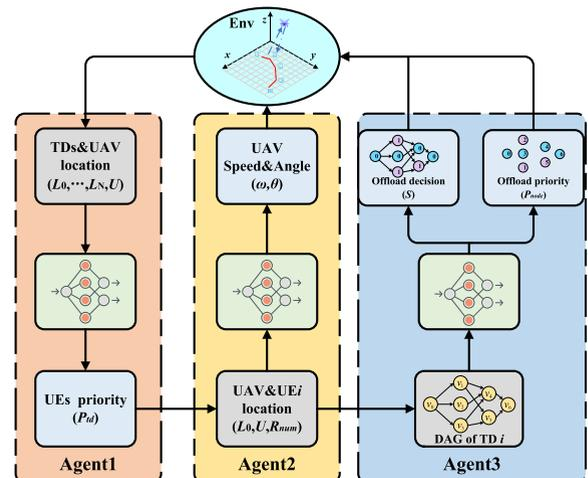 Env
z
x
y
TDs&UAV
location
(L0,⋯,LN,U)
UEs priority
(Ptd)
Agent1
UAV
Speed&Angle
(ω,θ)
UAV&UEi
location
(L0,U,Rnum)
Agent2
Offload decision
(S)
Offload priority
(Pnode)
DAG of TD i
Agent3